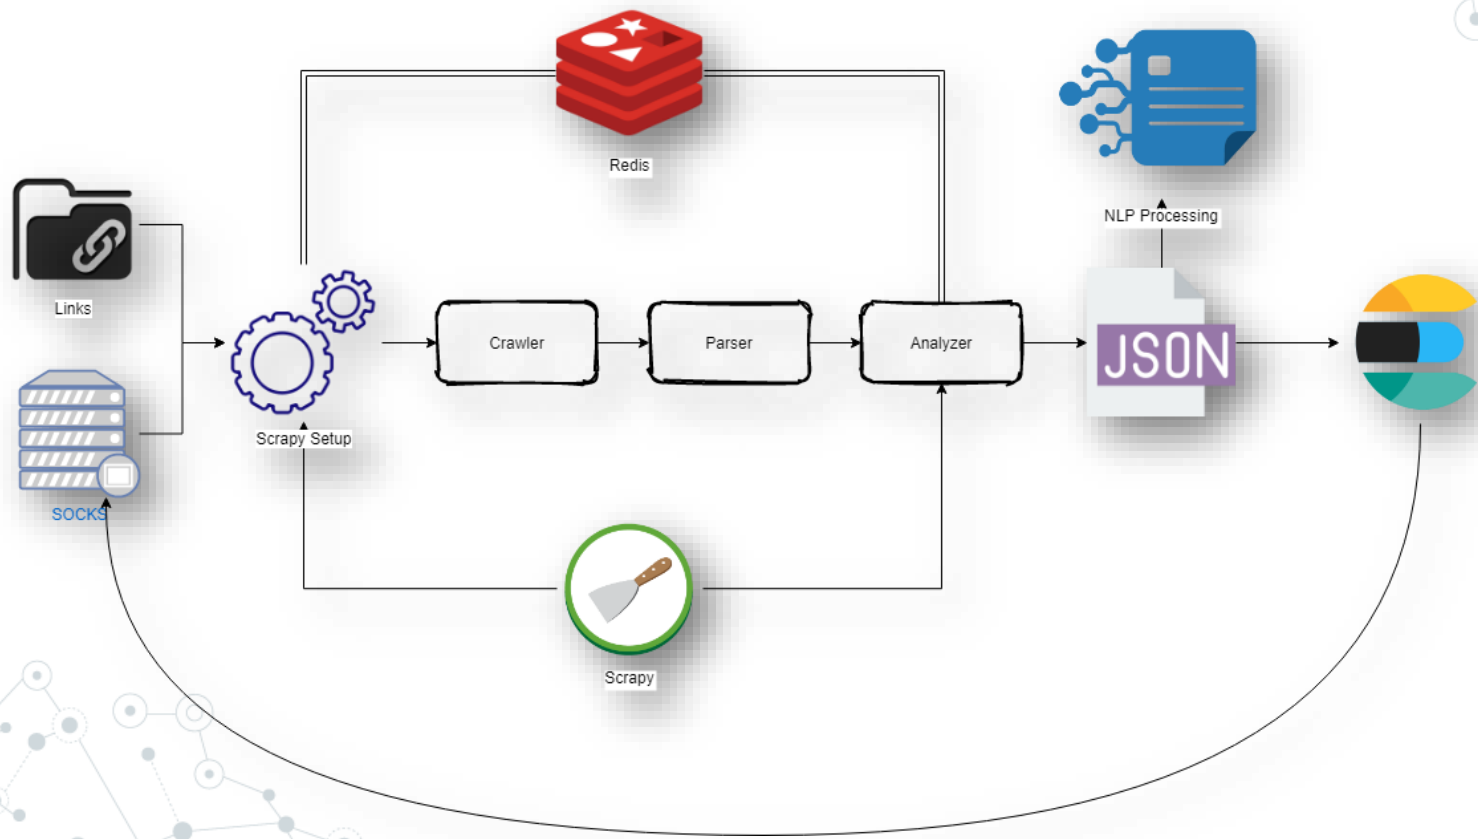 Redis
NLP Processing
Links
Crawler
Parser
Analyzer
JSON
Scrapy Setup
SOCKS
Scrapy